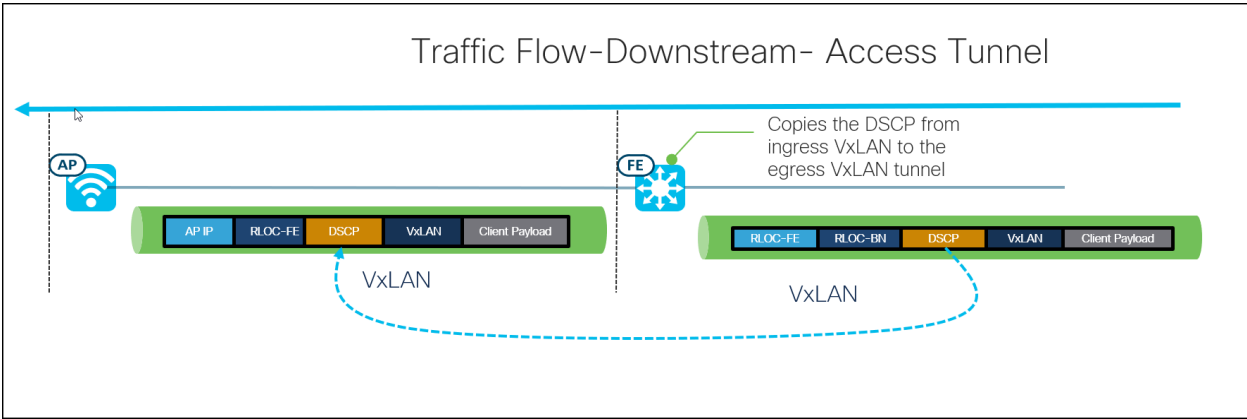 Traffic Flow-Downstream- Access Tunnel
Copies the DSCP from
ingress VxLAN to the
egress VxLAN tunnel
AP
FE
AP IP RLOC-FE DSCP VxLAN Client Payload
RLOC-FE RLOC-BN DSCP VxLAN Client Payload
VxLAN
VxLAN